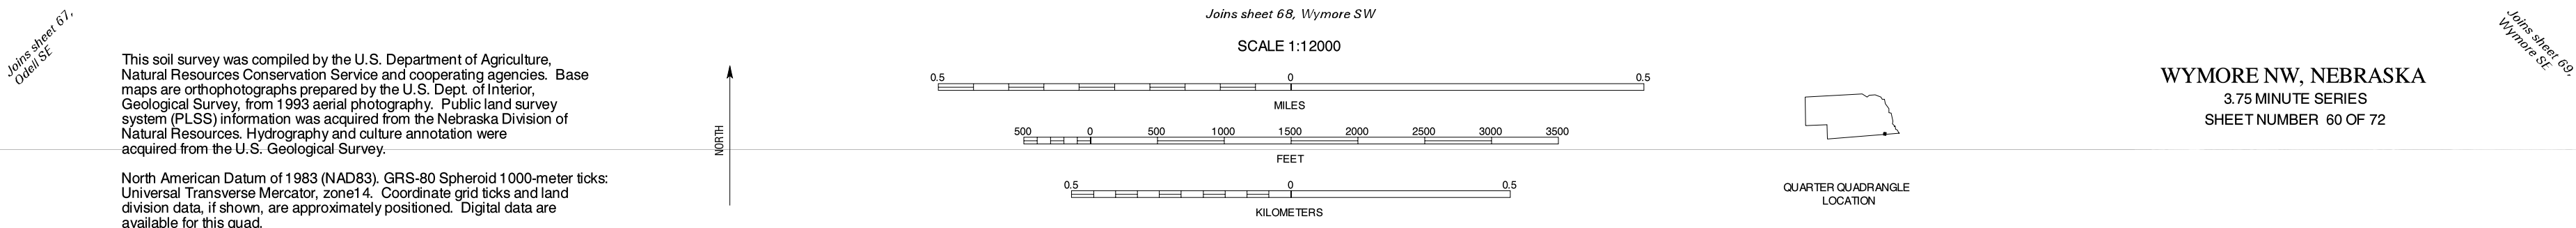 Joins sheet 67,
Odell SE
This soil survey was compiled by the U.S. Department of Agriculture,
Natural Resources Conservation Service and cooperating agencies.  Base
maps are orthophotographs prepared by the U.S. Dept. of Interior,
Geological Survey, from 1993 aerial photography.  Public land survey
system (PLSS) information was acquired from the Nebraska Division of
Natural Resources. Hydrography and culture annotation were
acquired from the U.S. Geological Survey.
North American Datum of 1983 (NAD83). GRS-80 Spheroid 1000-meter ticks:
Universal Transverse Mercator, zone14.  Coordinate grid ticks and land
division data, if shown, are approximately positioned.  Digital data are
available for this quad.
NORTH
Joins sheet 68, Wymore SW
SCALE 1:12000
0.5 0 0.5
MILES
500 0 500 1000 1500 2000 2500 3000 3500
FEET
0.5 0 0.5
KILOMETERS
QUARTER QUADRANGLE
LOCATION
WYMORE NW, NEBRASKA
3.75 MINUTE SERIES
SHEET NUMBER  60 OF 72
Joins sheet 69,
Wymore SE